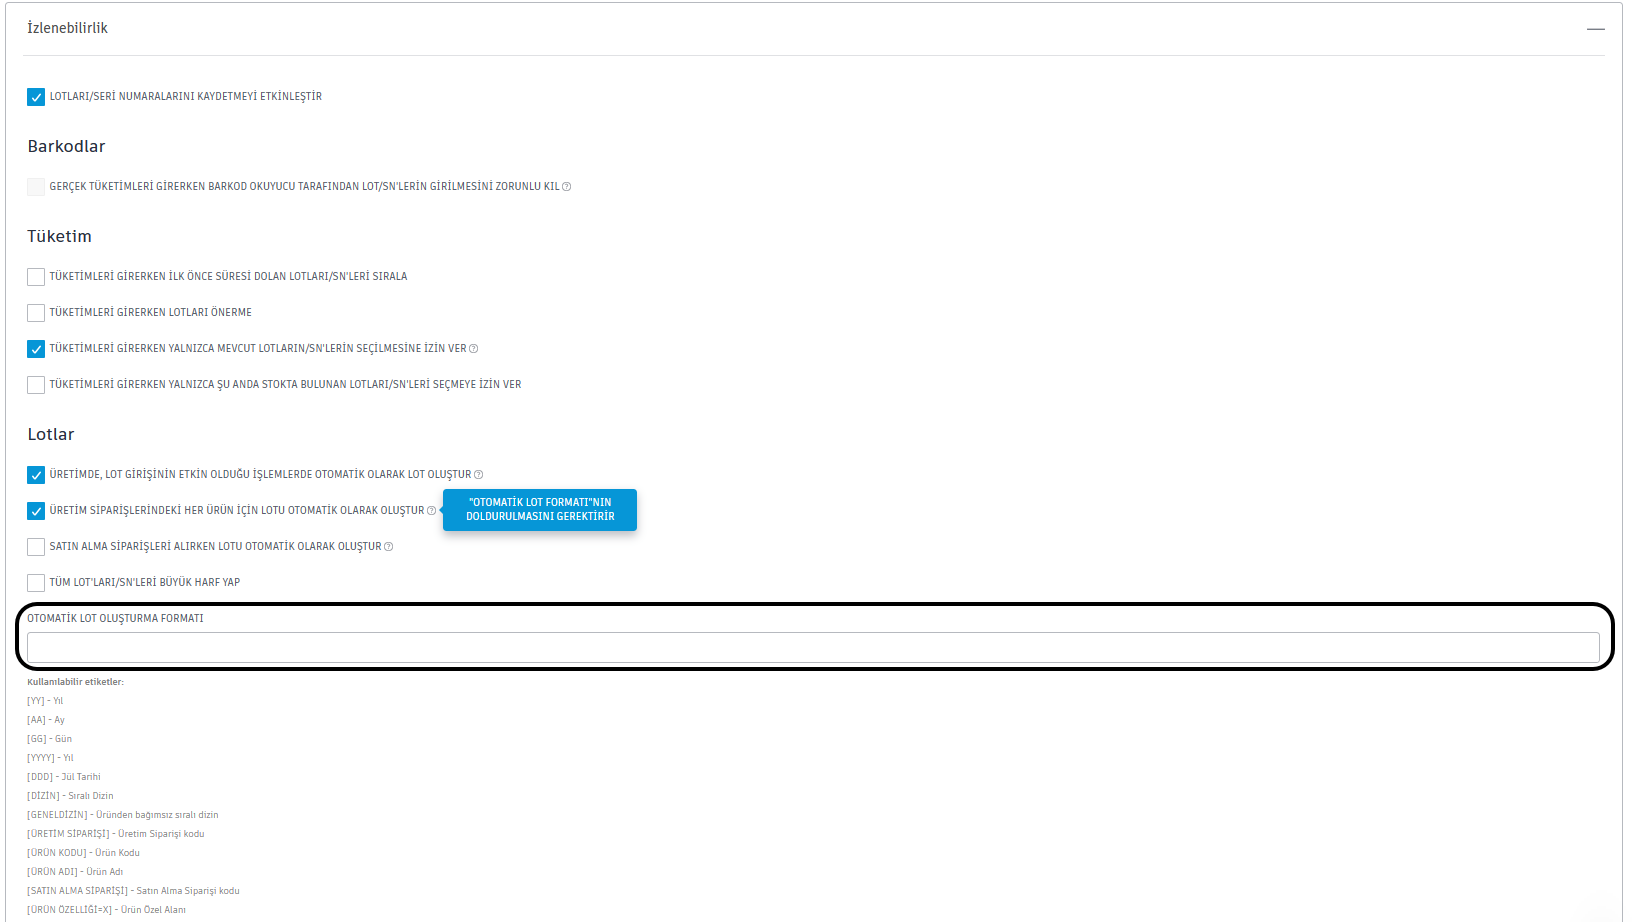 İzlenebilirlik
LOTLARI/SERİ NUMARALARINI KAYDETMEYİ ETKİNLEŞTİR
Barkodlar
GERÇEK TÜKETİMLERİ GİRERKEN BARKOD OKUYUCU TARAFINDAN LOT/SN'LERİN GİRİLMESİNİ ZORUNLU KIL
Tüketim
TÜKETİMLERİ GİRERKEN İLK ÖNCE SÜRESİ DOLAN LOTLARI/SN'LERİ SIRALA
TÜKETİMLERİ GİRERKEN LOTLARI ÖNERME
TÜKETİMLERİ GİRERKEN YALNIZCA MEVCUT LOTLARIN/SN'LERİN SEÇİLMESİNE İZİN VER
TÜKETİMLERİ GİRERKEN YALNIZCA ŞU ANDA STOKTA BULUNAN LOTLARI/SN'LERİ SEÇMEYE İZİN VER
Lotlar
ÜRETİMDE, LOT GİRİŞİNİN ETKİN OLDUĞU İŞLEMLERDE OTOMATİK OLARAK LOT OLUŞTUR
ÜRETİM SİPARİŞLERİNDEKİ HER ÜRÜN İÇİN LOTU OTOMATİK OLARAK OLUŞTUR
"OTOMATİK LOT FORMATI"NIN
DOLDURULMASINI GEREKTİRİR
SATIN ALMA SİPARİŞLERİ ALIRKEN LOTU OTOMATİK OLARAK OLUŞTUR
TÜM LOT'LARI/SN'LERİ BÜYÜK HARF YAP
OTOMATİK LOT OLUŞTURMA FORMATI
Kullamlabilir etiketler:
[YY] - Yıl
[AA] - Ay
[GG] - Gün
[YYYY] - Yıl
[DDD] - Jül Tarihi
[DİZİN] - Sıralı Dizin
[GENELDİZİN] - Üründen bağımsız sıralı dizin
[ÜRETİM SİPARİŞİ] - Üretim Siparişi kodu
[ÜRÜN KODU] - Ürün Kodu
[ÜRÜN ADI] - Ürün Adı
[SATIN ALMA SİPARİŞİ] - Satın Alma Siparişi kodu
[ÜRÜN ÖZELLİĞİ=X] - Ürün Özel Alanı